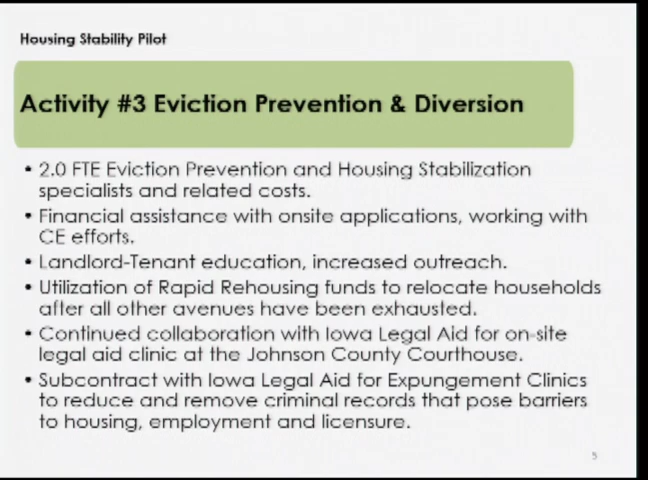 Housing Stability Pilot
Activity #3 Eviction Prevention & Diversion
• 2.0 FTE Eviction Prevention and Housing Stabilization
specialists and related costs.
• Financial assistance with onsite applications, working with
CE efforts.
• Landlord-Tenant education, increased outreach.
• Utilization of Rapid Rehousing funds to relocate households
after all other avenues have been exhausted.
• Continued collaboration with Iowa Legal Aid for on-site
legal aid clinic at the Johnson County Courthouse.
• Subcontract with Iowa Legal Aid for Expungement Clinics
to reduce and remove criminal records that pose barriers
to housing, employment and licensure.
5